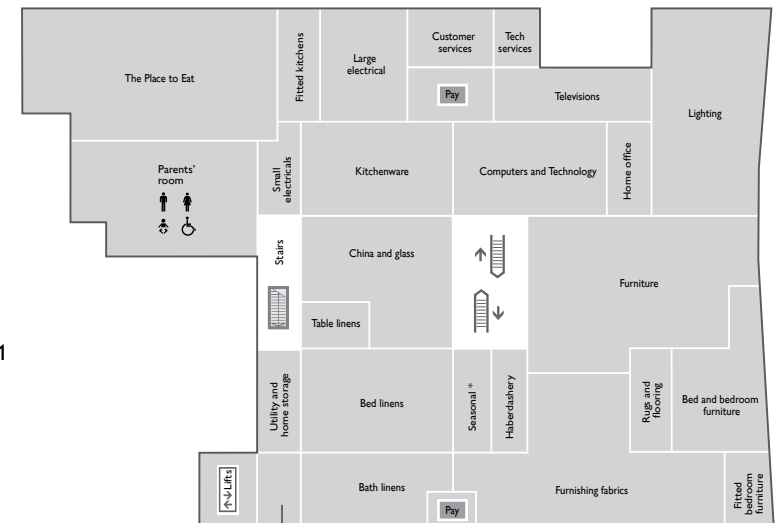 The Place to Eat
Fitted kitchens
Large
electrical
Customer
services
Tech
services
Pay
Televisions
Lighting
Parents'
room
Small
electricals
Kitchenware
Computers and Technology
Home office
Stairs
China and glass
Furniture
Table linens
1
Utility and
home storage
Bed linens
Seasonal *
Haberdashery
Rugs and
flooring
Bed and bedroom
furniture
Lifts
Bath linens
Pay
Furnishing fabrics
Fitted
bedroom
furniture